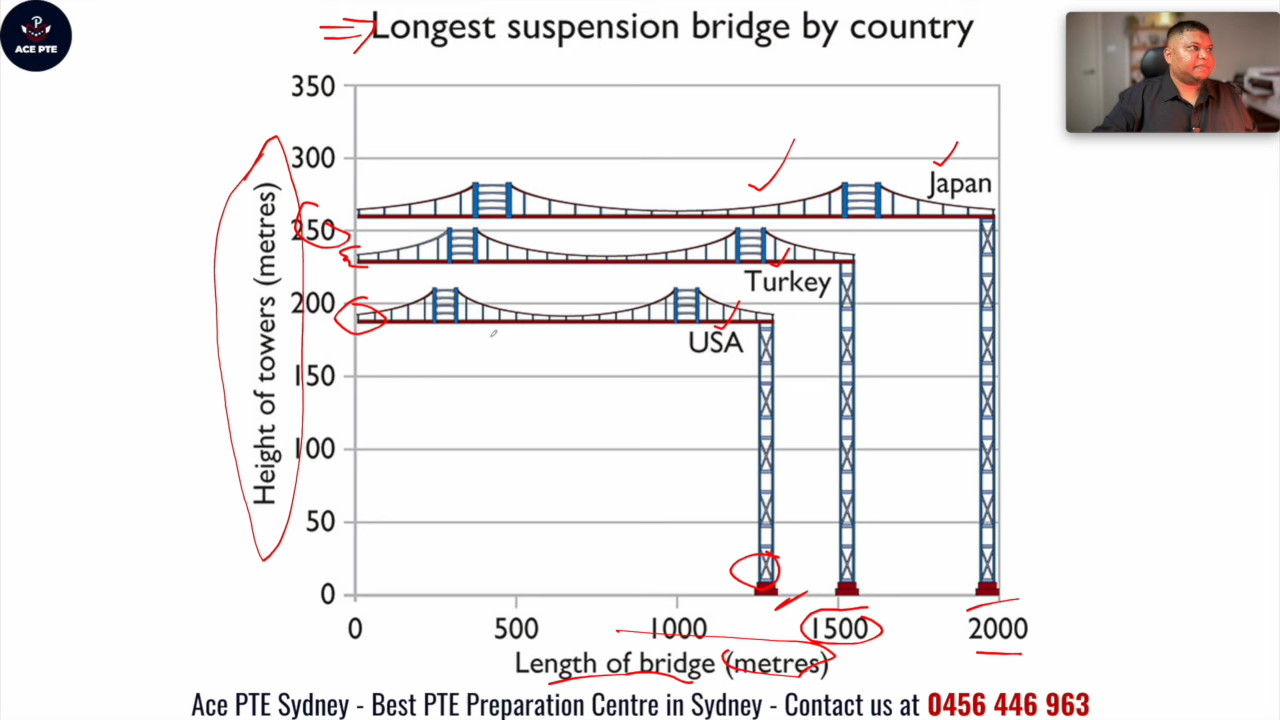 P
ACE PTE
Longest suspension bridge by country
350
300
250
200
150
100
50
0
Height of towers (metres)
Japan
Turkey
USA
0 500 1000 1500 2000
Length of bridge (metres)
Ace PTE Sydney - Best PTE Preparation Centre in Sydney - Contact us at 0456 446 963